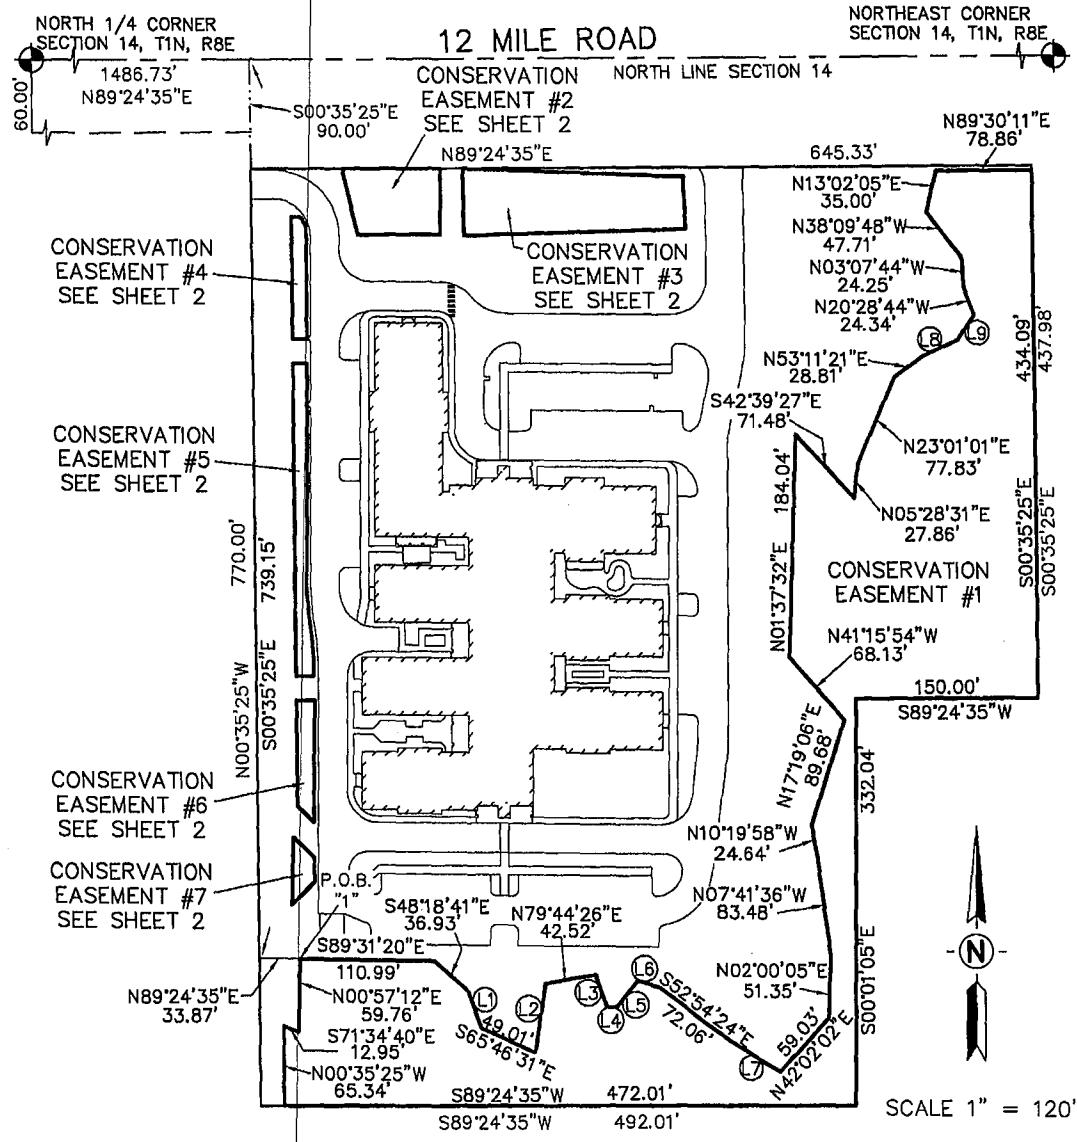 NORTH 1/4 CORNER
SECTION 14, T1N, R8E
NORTHEAST CORNER
SECTION 14, T1N, R8E
12 MILE ROAD
NORTH LINE SECTION 14
1486.73'
N89°24'35"E
60.00'
S00°35'25"E
90.00'
CONSERVATION
EASEMENT #2
SEE SHEET 2
N89°24'35"E
645.33'
N89°30'11"E
78.86'
N13°02'05"E
35.00'
N38°09'48"W
47.71'
N03°07'44"W
24.25'
N20°28'44"W
24.34'
L8
L9
CONSERVATION
EASEMENT #4
SEE SHEET 2
CONSERVATION
EASEMENT #3
SEE SHEET 2
N53°11'21"E
28.81'
S42°39'27"E
71.48'
434.09'
437.98'
N23°01'01"E
77.83'
CONSERVATION
EASEMENT #5
SEE SHEET 2
184.04'
N01°37'32"E
N05°28'31"E
27.86'
S00°35'25"E
S00°35'25"E
CONSERVATION
EASEMENT #1
770.00'
739.15'
N00°35'25"W
S00°35'25"E
N41°15'54"W
68.13'
150.00'
S89°24'35"W
N17°19'06"E
89.68'
332.04'
CONSERVATION
EASEMENT #6
SEE SHEET 2
N10°19'58"W
24.64'
CONSERVATION
EASEMENT #7
SEE SHEET 2
P.O.B.
"1"
N07°41'36"W
83.48'
S48°18'41"E
36.93'
N79°44'26"E
42.52'
S89°31'20"E
110.99'
N
N89°24'35"E
33.87'
N00°57'12"E
59.76'
S71°34'40"E
12.95'
N00°35'25"W
65.34'
L1
49.01'
S65°46'31"E
L2
L3
L4
L5
L6
S52°54'24"E
72.06'
L7
N02°00'05"E
51.35'
59.03'
N42°02'02"E
S00°01'05"E
S89°24'35"W 472.01'
S89°24'35"W 492.01'
SCALE 1" = 120'